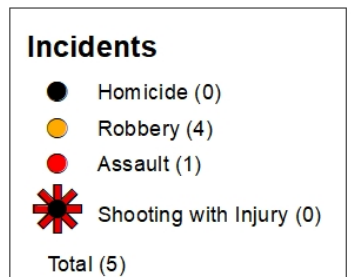 Incidents
Homicide (0)
Robbery (4)
Assault (1)
Shooting with Injury (0)
Total (5)